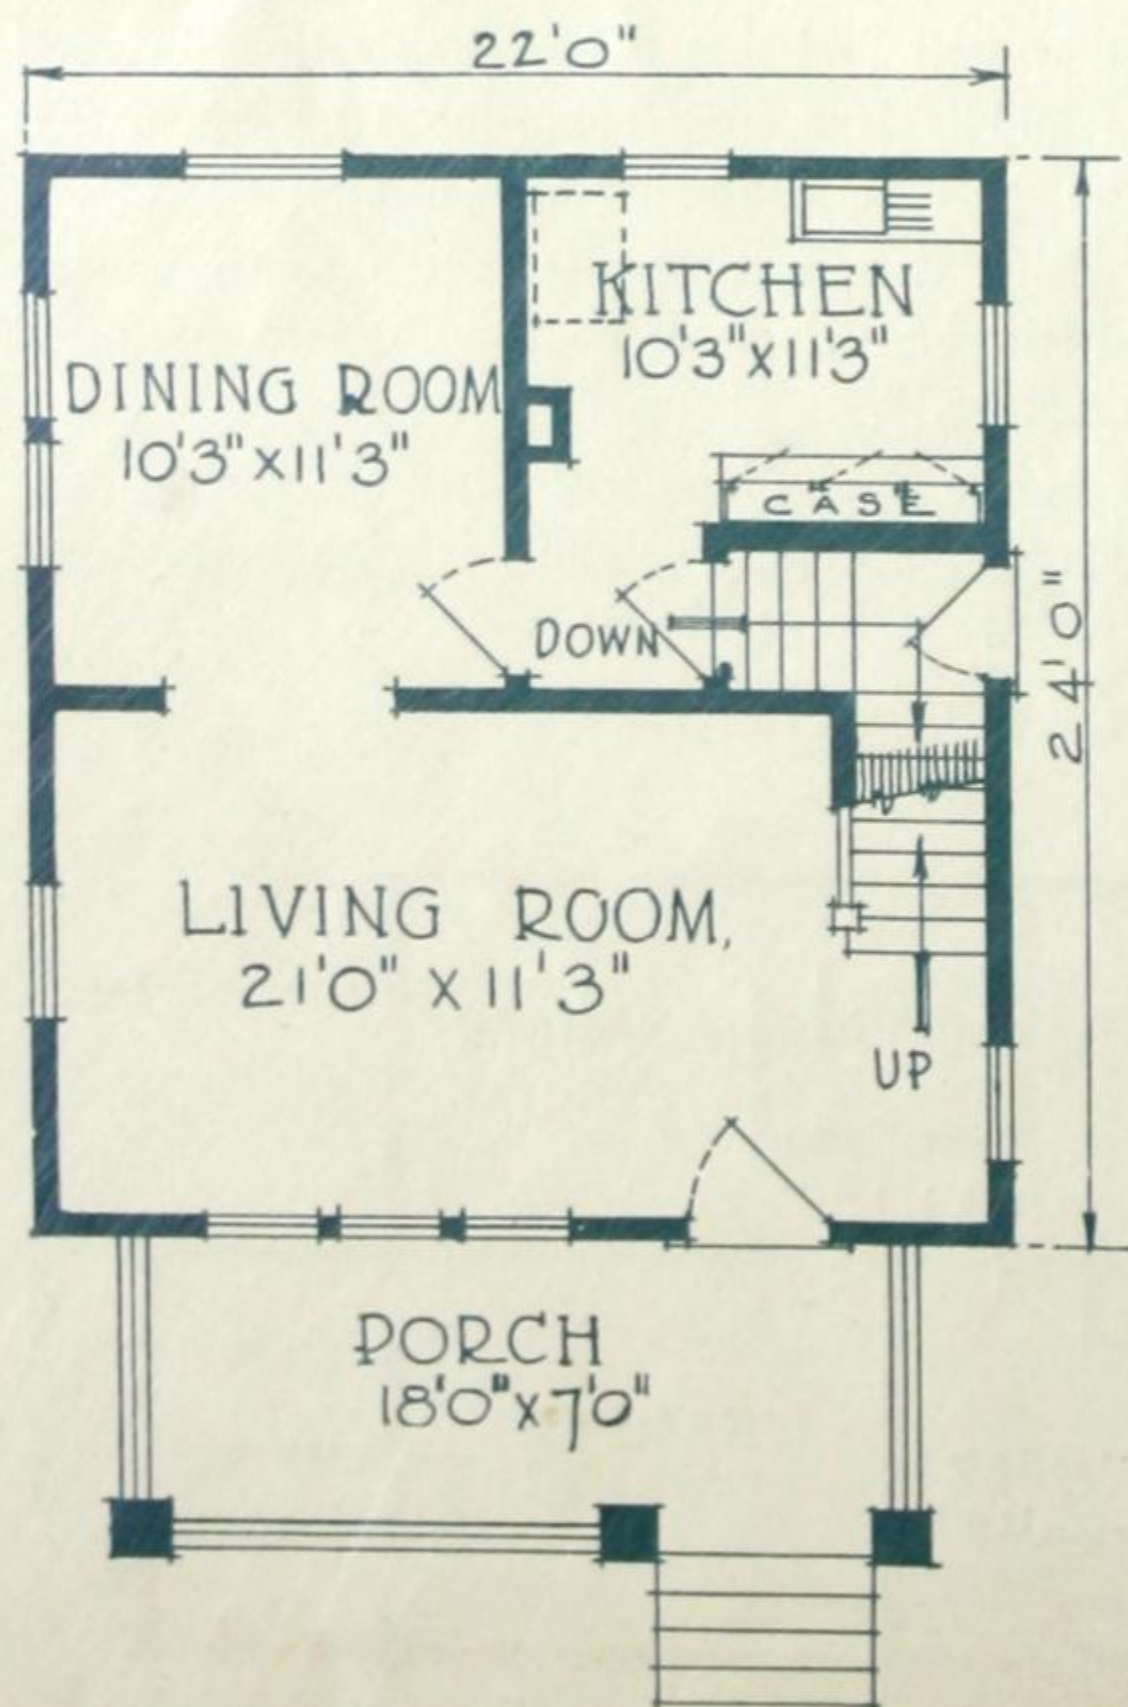 22'0"
KITCHEN
10'3"x11'3"
DINING ROOM
10'3"x11'3"
CASE
DOWN
24'0"
LIVING ROOM,
21'0" x 11'3"
UP
PORCH
18'0"x7'0"